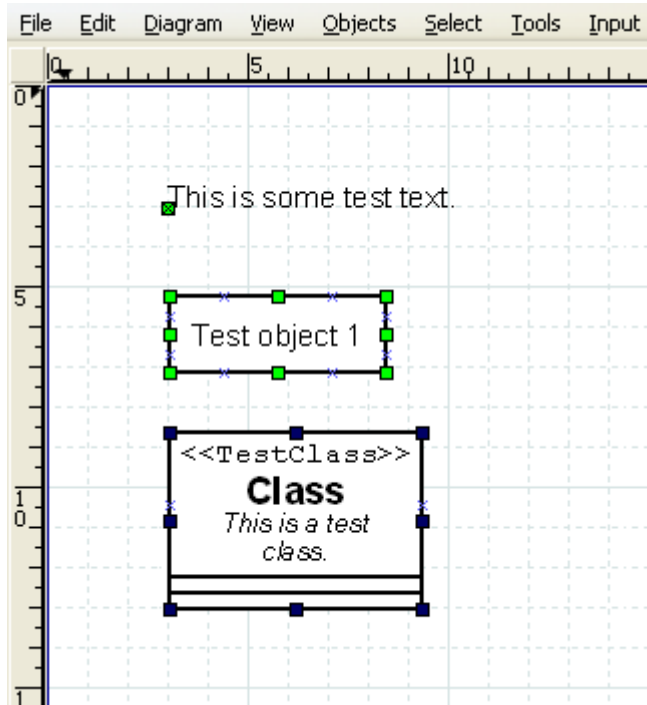 File Edit Diagram View Objects Select Tools Input
0 5 10
0
This is some test text.
5
Test object 1
<<TestClass>>
Class
10
This is a test
class.
1